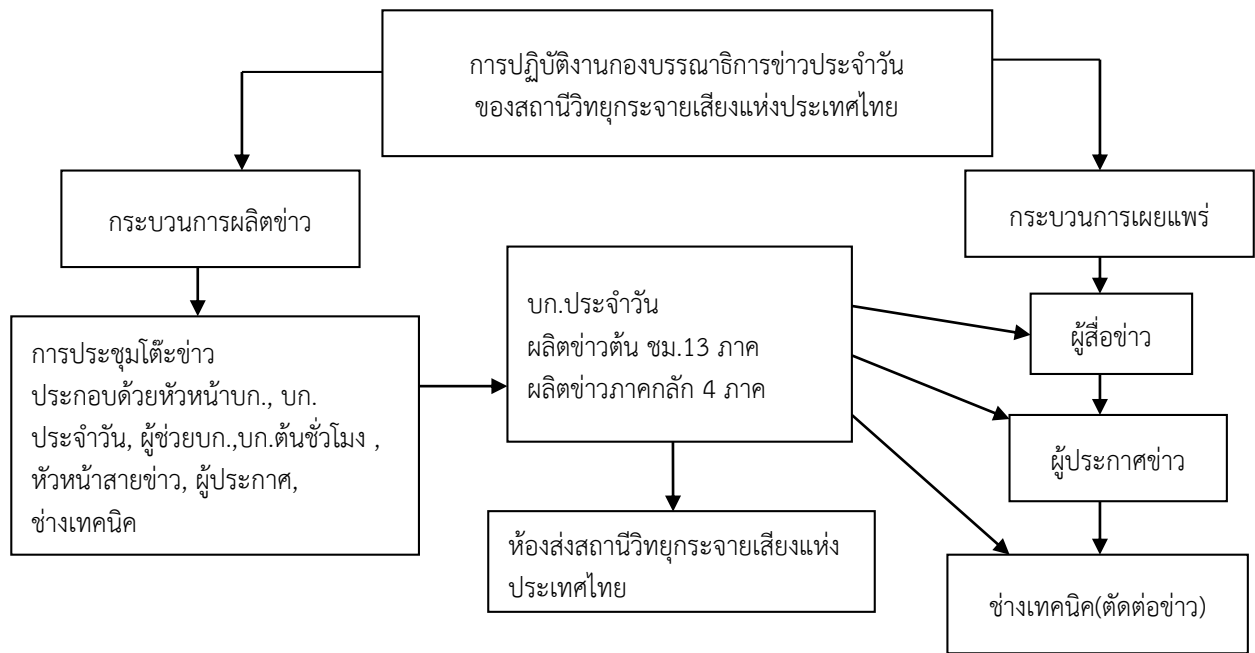 การปฏิบัติงานกองบรรณาธิการข่าวประจำวัน
ของสถานีวิทยุกระจายเสียงแห่งประเทศไทย
กระบวนการผลิตข่าว
กระบวนการเผยแพร่
การประชุมโต๊ะข่าว
ประกอบด้วยหัวหน้าบก., บก.
ประจำวัน, ผู้ช่วยบก.,บก.ต้นชั่วโมง ,
หัวหน้าสายข่าว, ผู้ประกาศ,
ช่างเทคนิค
บก.ประจำวัน
ผลิตข่าวต้น ชม.13 ภาค
ผลิตข่าวภาคกลัก 4 ภาค
ห้องส่งสถานีวิทยุกระจายเสียงแห่ง
ประเทศไทย
ผู้สื่อข่าว
ผู้ประกาศข่าว
ช่างเทคนิค(ตัดต่อข่าว)